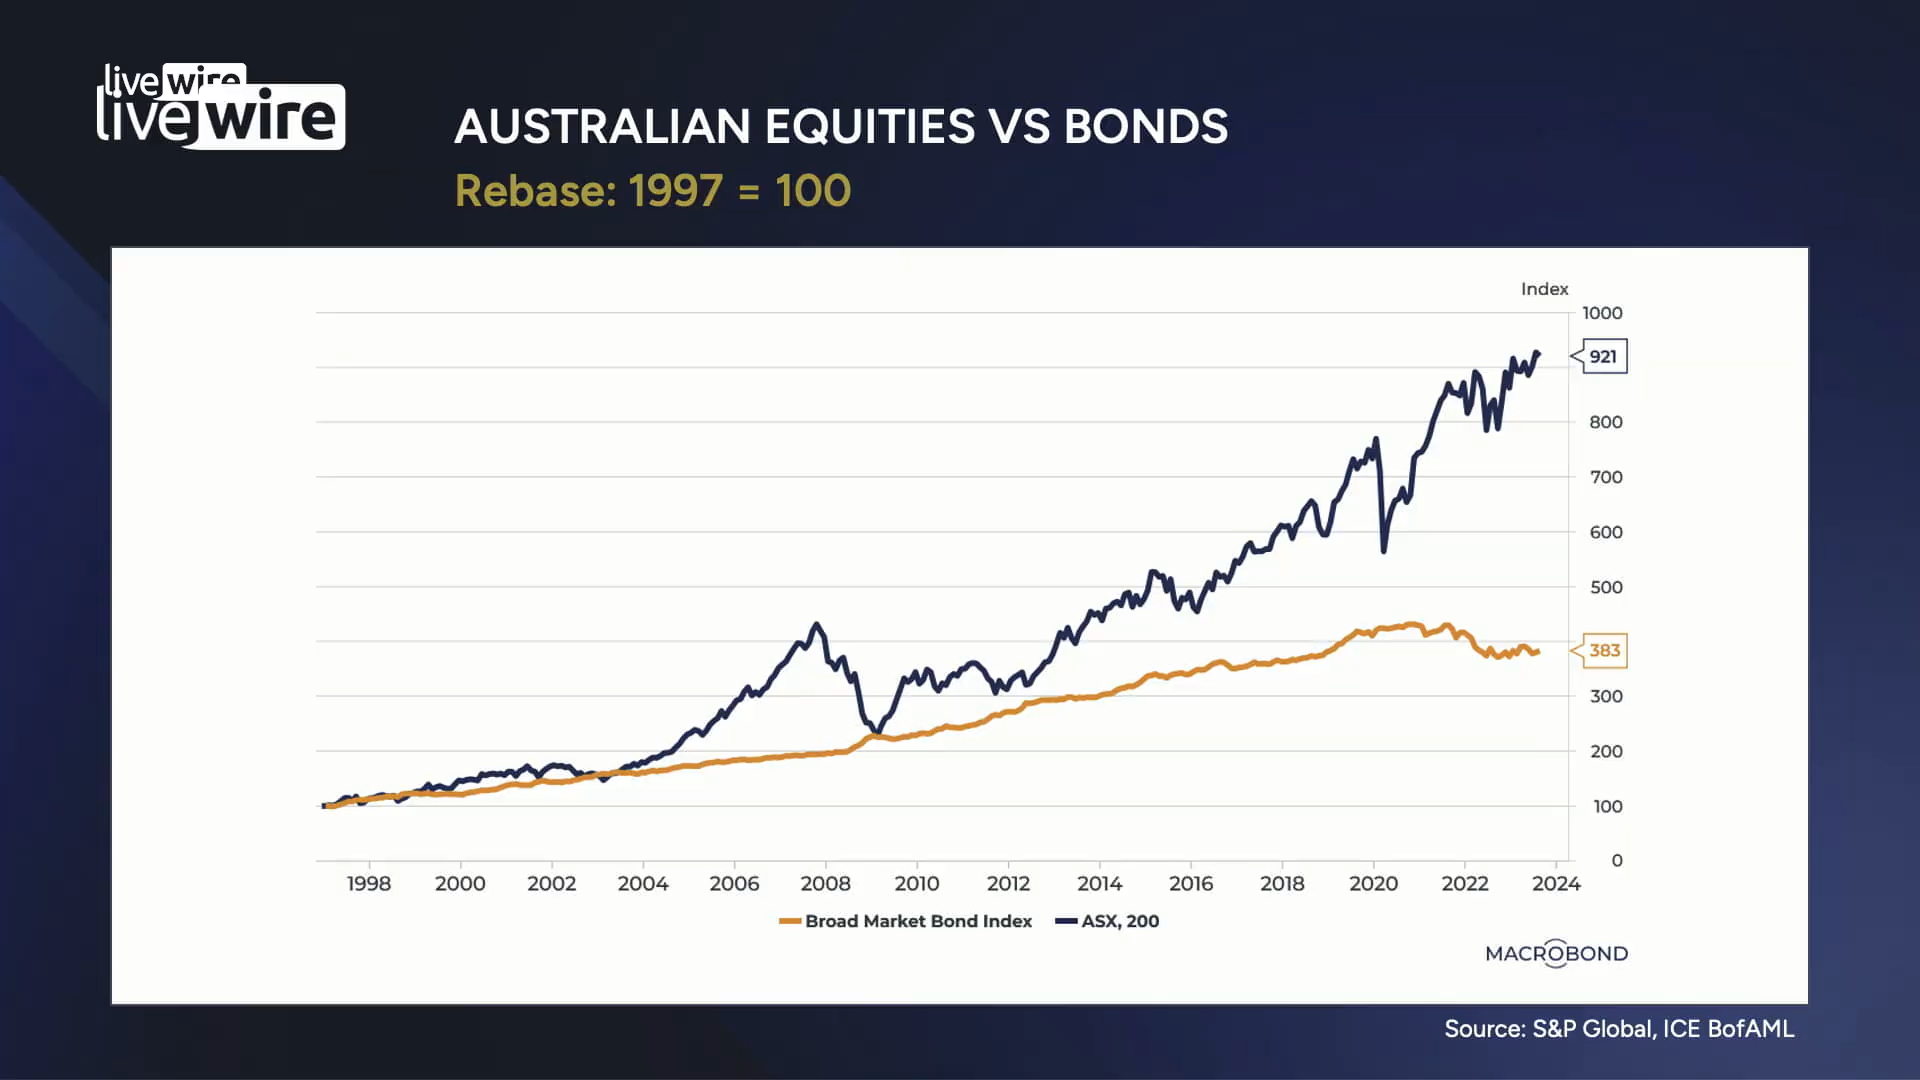 livewire
livewire
AUSTRALIAN EQUITIES VS BONDS
Rebase: 1997 = 100
Index
1000
921
800
700
600
500
383
300
200
100
0
1998 2000 2002 2004 2006 2008 2010 2012 2014 2016 2018 2020 2022 2024
Broad Market Bond Index ASX, 200
MACROBOND
Source: S&P Global, ICE BofAML